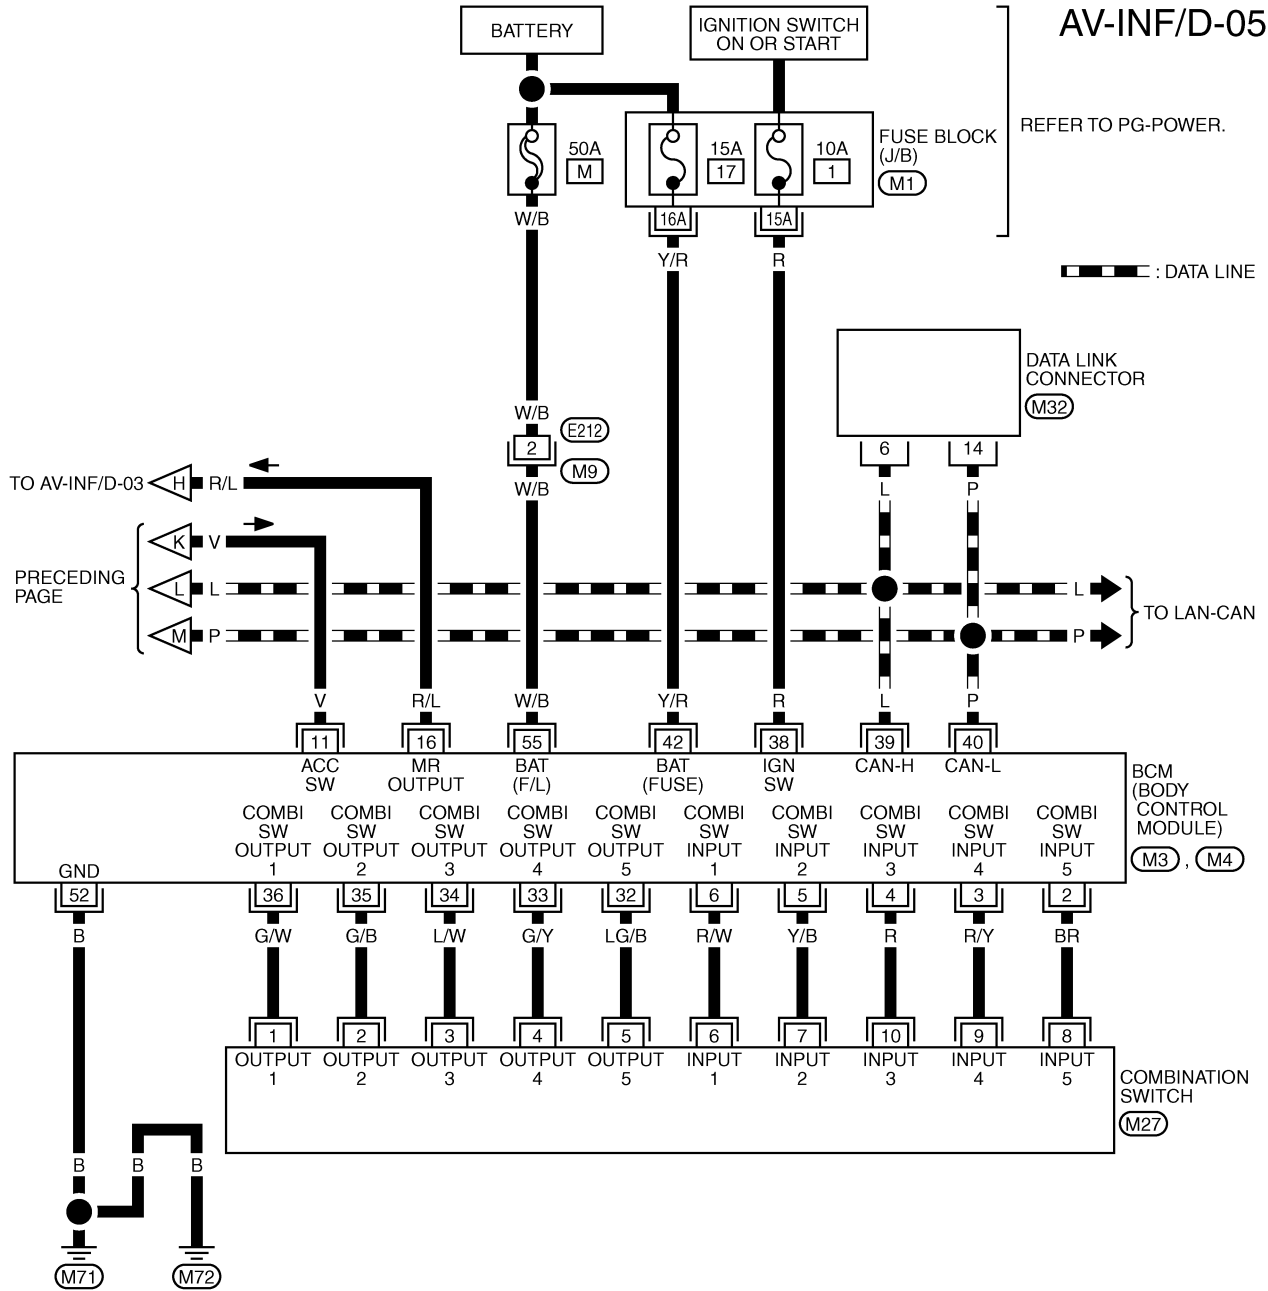 AV-INF/D-05
BATTERY
IGNITION SWITCH
ON OR START
REFER TO PG-POWER.
50A
M
15A
17
10A
1
FUSE BLOCK
(J/B)
M1
16A
15A
W/B
Y/R
R
: DATA LINE
DATA LINK
CONNECTOR
M32
W/B
E212
2
M9
W/B
6
14
L
P
TO AV-INF/D-03
H
R/L
K
V
PRECEDING
PAGE
L
L
M
P
L
P
TO LAN-CAN
V
R/L
W/B
Y/R
R
L
P
11
16
55
42
38
39
40
ACC
SW
MR
OUTPUT
BAT
(F/L)
BAT
(FUSE)
IGN
SW
CAN-H
CAN-L
BCM
(BODY
CONTROL
MODULE)
M3 , M4
COMBI
SW
OUTPUT
1
COMBI
SW
OUTPUT
2
COMBI
SW
OUTPUT
3
COMBI
SW
OUTPUT
4
COMBI
SW
OUTPUT
5
COMBI
SW
INPUT
1
COMBI
SW
INPUT
2
COMBI
SW
INPUT
3
COMBI
SW
INPUT
4
COMBI
SW
INPUT
5
GND
52
36
35
34
33
32
6
5
4
3
2
B
G/W
G/B
L/W
G/Y
LG/B
R/W
Y/B
R
R/Y
BR
1
2
3
4
5
6
7
10
9
8
OUTPUT
1
OUTPUT
2
OUTPUT
3
OUTPUT
4
OUTPUT
5
INPUT
1
INPUT
2
INPUT
3
INPUT
4
INPUT
5
COMBINATION
SWITCH
M27
B
B
B
M71
M72